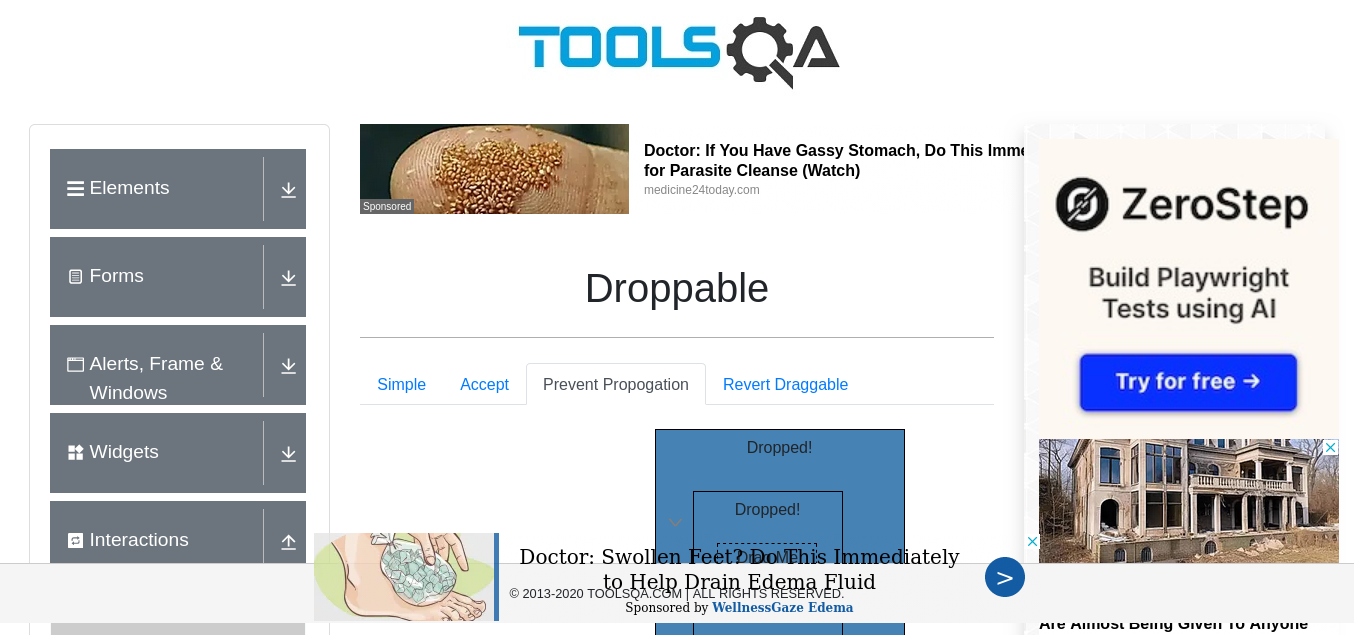 TOOLSQA
Elements
Forms
Alerts, Frame &
Windows
Widgets
Interactions
Sponsored
Doctor: If You Have Gassy Stomach, Do This Imme
for Parasite Cleanse (Watch)
medicine24today.com
Droppable
Simple
Accept
Prevent Propogation
Revert Draggable
Dropped!
Dropped!
Drag Me
Doctor: Swollen Feet? Do This Immediately
to Help Drain Edema Fluid
© 2013-2020 TOOLSQA.COM | ALL RIGHTS RESERVED.
Sponsored by WellnessGaze Edema
>
ZeroStep
Build Playwright
Tests using AI
Try for free →
Are Almost Being Given To Anyone